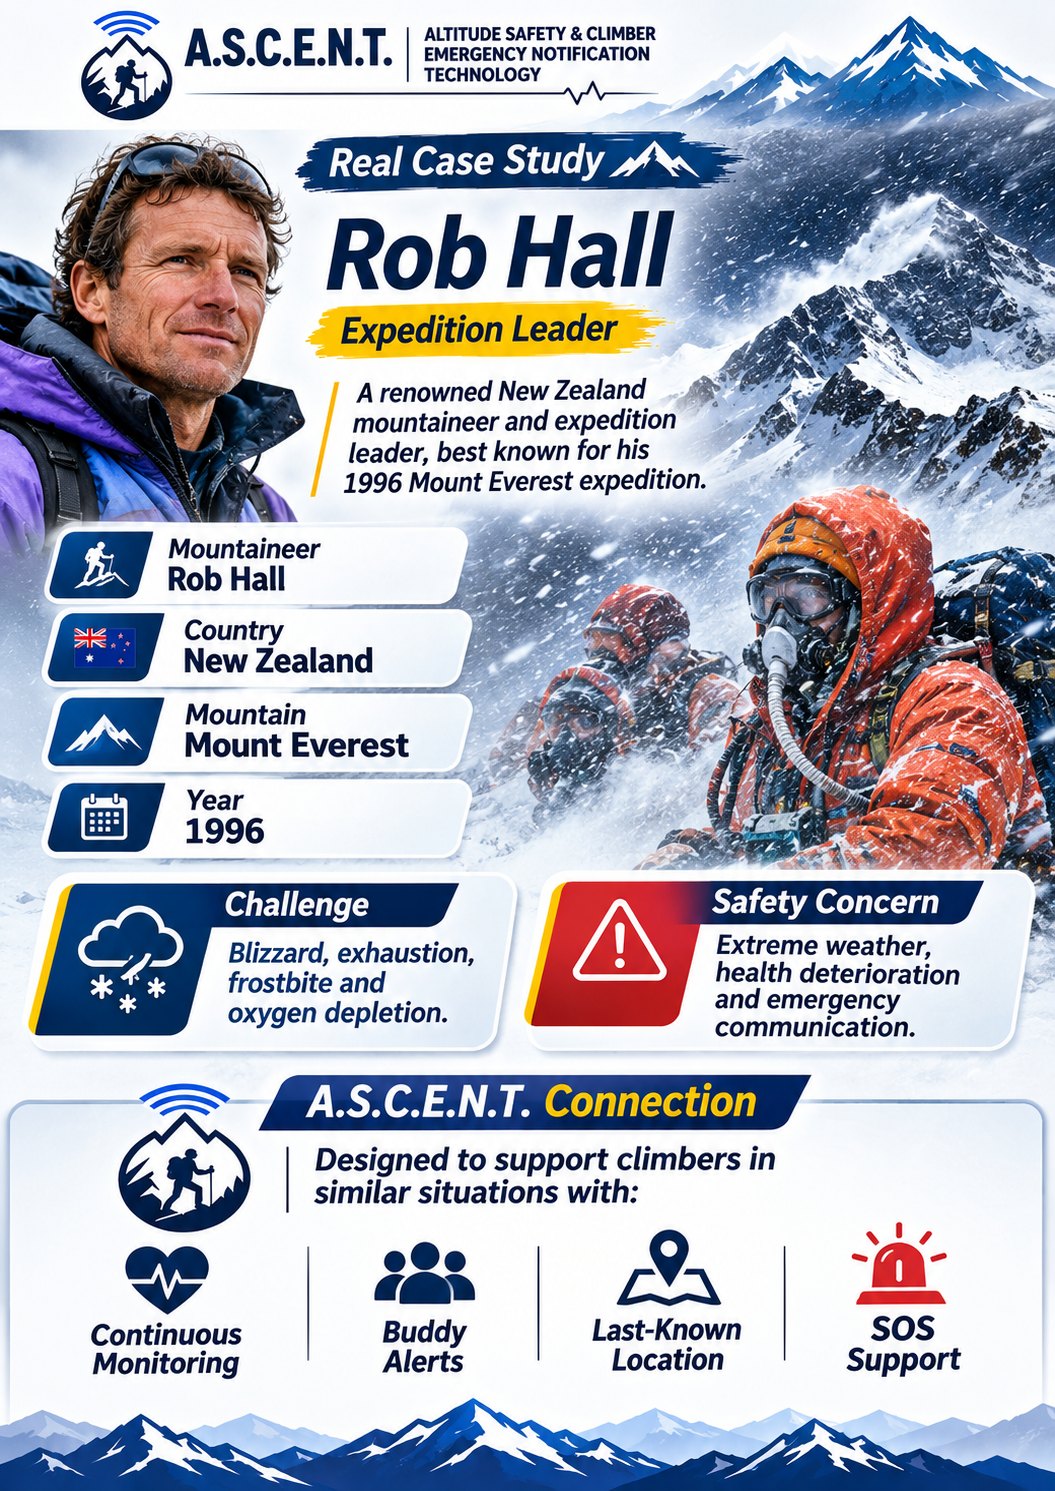 A.S.C.E.N.T.
ALTITUDE SAFETY & CLIMBER
EMERGENCY NOTIFICATION
TECHNOLOGY
Real Case Study
Rob Hall
Expedition Leader
A renowned New Zealand
mountaineer and expedition
leader, best known for his
1996 Mount Everest expedition.
Mountaineer
Rob Hall
Country
New Zealand
Mountain
Mount Everest
Year
1996
Challenge
Blizzard, exhaustion,
frostbite and
oxygen depletion.
Safety Concern
Extreme weather,
health deterioration
and emergency
communication.
A.S.C.E.N.T. Connection
Designed to support climbers in
similar situations with:
Continuous
Monitoring
Buddy
Alerts
Last-Known
Location
SOS
Support